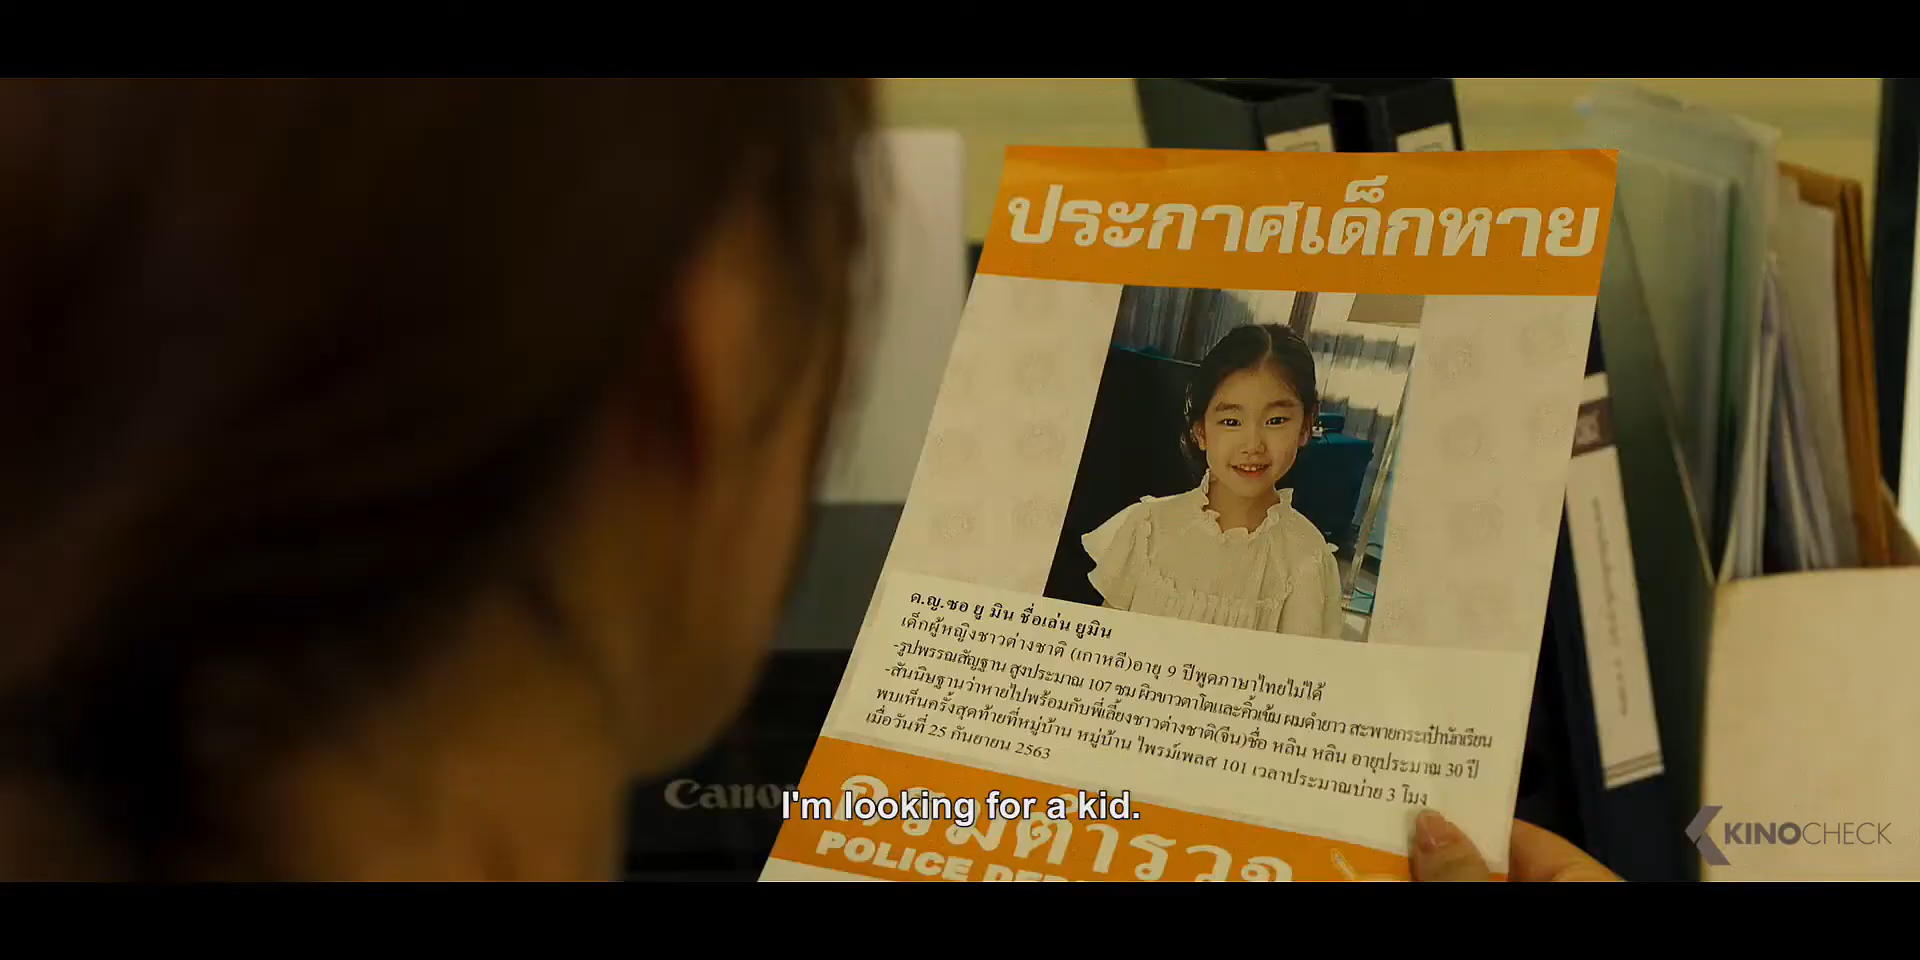 ประกาศเด็กหาย
ด.ญ.ซอ ยู มิน ชื่อเล่น ยูมิน
เด็กผู้หญิงชาวต่างชาติ (เกาหลี)อายุ 9 ปีพูดภาษาไทยไม่ได้
-รูปพรรณสัญฐาน สูงประมาณ 107 ซม ผิวขาวตาโตและคิ้วเข้ม ผมดำยาว สะพายกระเป๋านักเรียน
-สันนิษฐานว่าหายไปพร้อมกับพี่เลี้ยงชาวต่างชาติ(จีน)ชื่อ หลิน หลิน อายุประมาณ 30 ปี
พบเห็นครั้งสุดท้ายที่หมู่บ้าน หมู่บ้าน ไพรม์เพลส 101 เวลาประมาณบ่าย 3 โมง
เมื่อวันที่ 25 กันยายน 2563
Canon
I'm looking for a kid.
กรมตำรวจ
POLICE
KINOCHECK